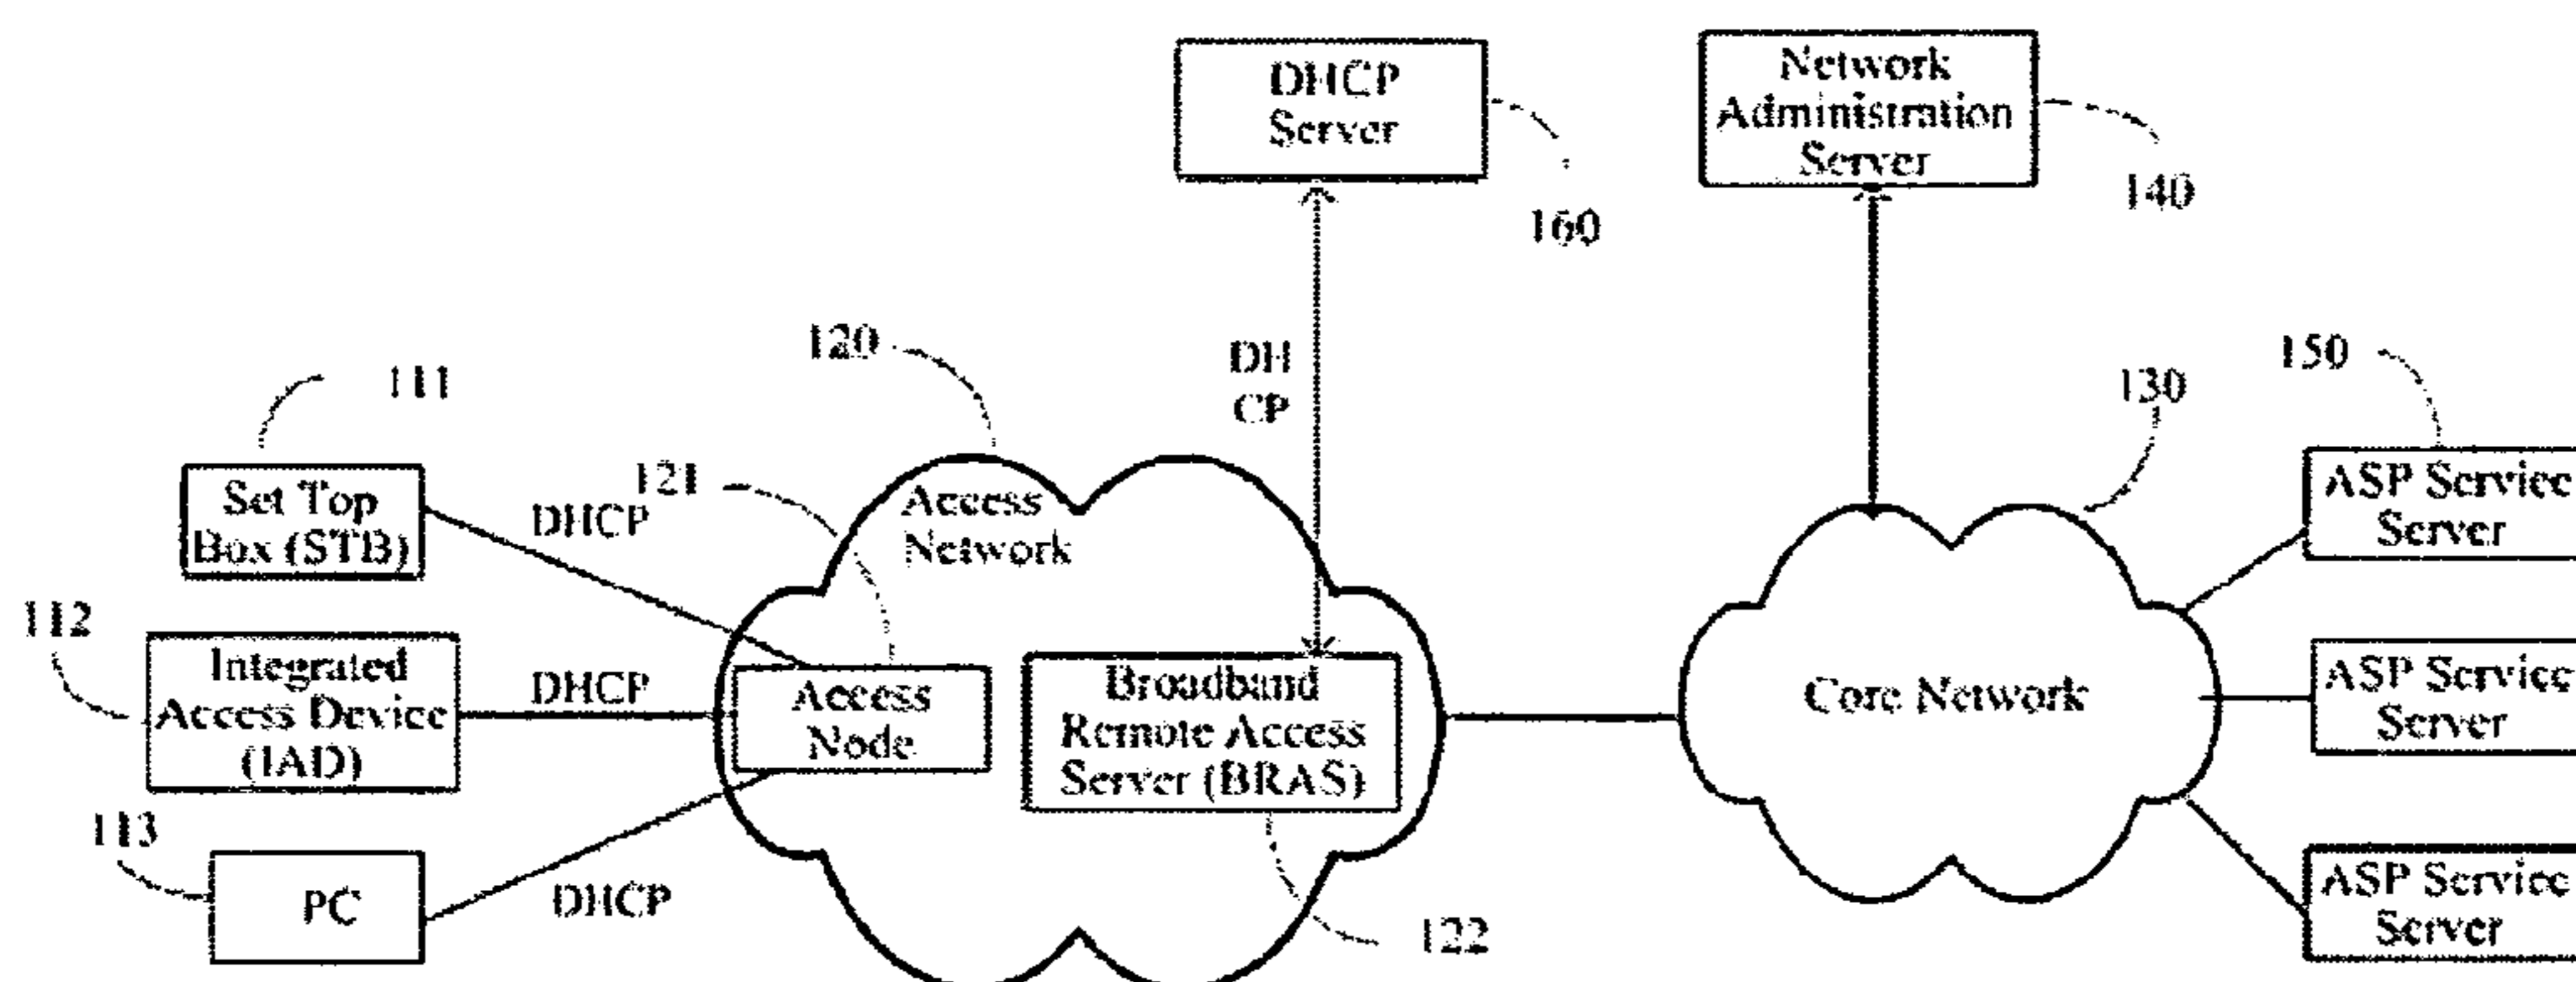 DHCP
Server
160
Network
Administration
Server
140
111
Set Top
Box (STB)
DHCP
112
Integrated
Access Device
(IAD)
DHCP
113
PC
DHCP
120
121
Access
Network
Access
Node
DH
CP
Broadband
Remote Access
Server (BRAS)
122
130
Core Network
150
ASP Service
Server
ASP Service
Server
ASP Service
Server